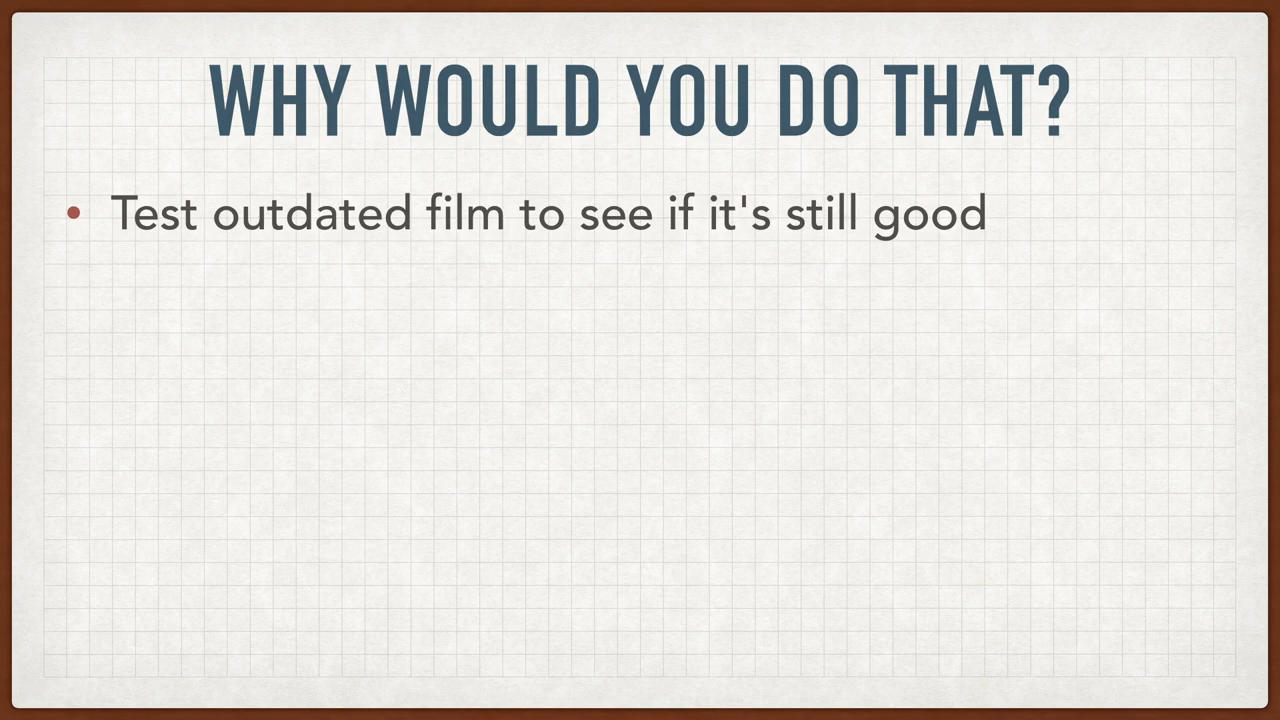 WHY WOULD YOU DO THAT?
• Test outdated film to see if it's still good